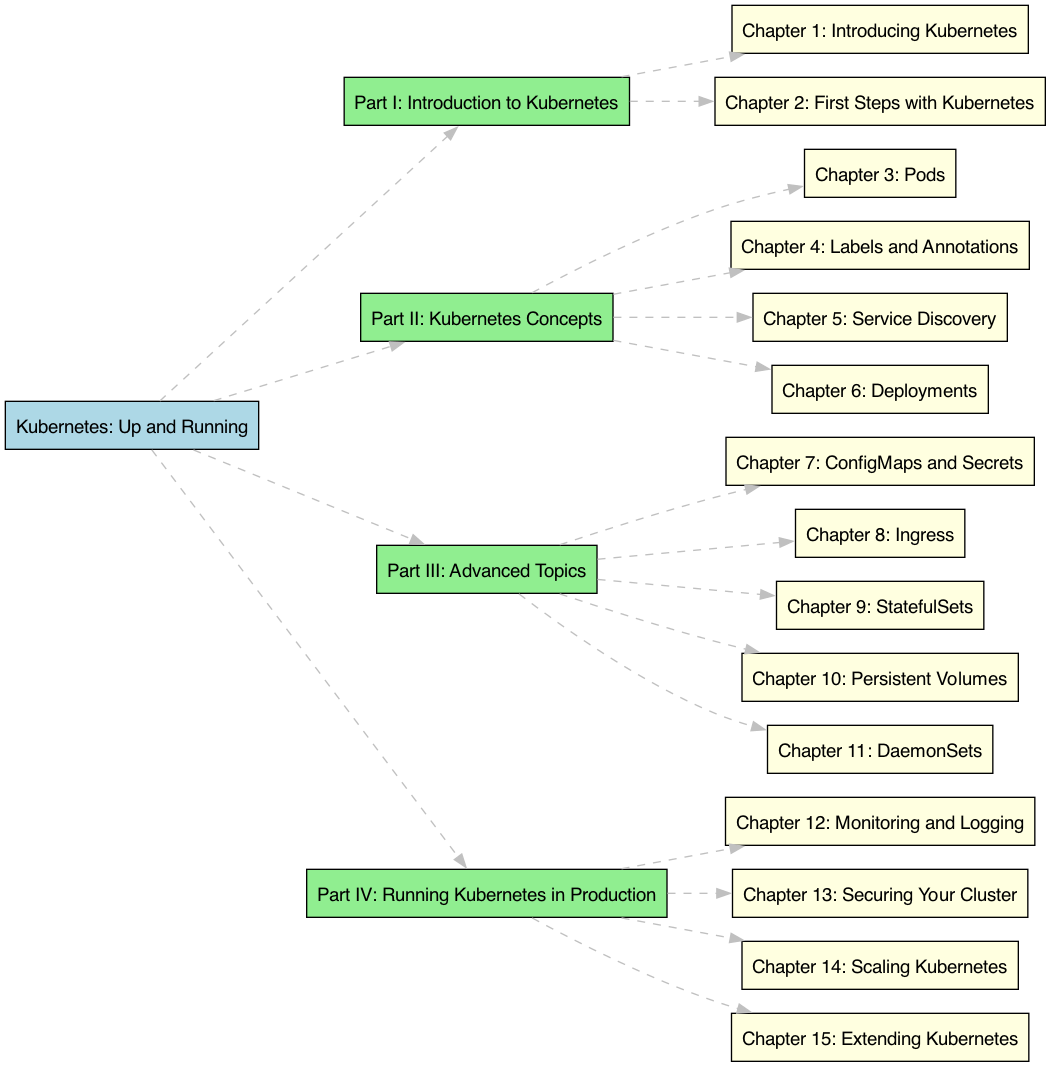 Kubernetes: Up and Running
Part I: Introduction to Kubernetes
Chapter 1: Introducing Kubernetes
Chapter 2: First Steps with Kubernetes
Part II: Kubernetes Concepts
Chapter 3: Pods
Chapter 4: Labels and Annotations
Chapter 5: Service Discovery
Chapter 6: Deployments
Part III: Advanced Topics
Chapter 7: ConfigMaps and Secrets
Chapter 8: Ingress
Chapter 9: StatefulSets
Chapter 10: Persistent Volumes
Chapter 11: DaemonSets
Part IV: Running Kubernetes in Production
Chapter 12: Monitoring and Logging
Chapter 13: Securing Your Cluster
Chapter 14: Scaling Kubernetes
Chapter 15: Extending Kubernetes